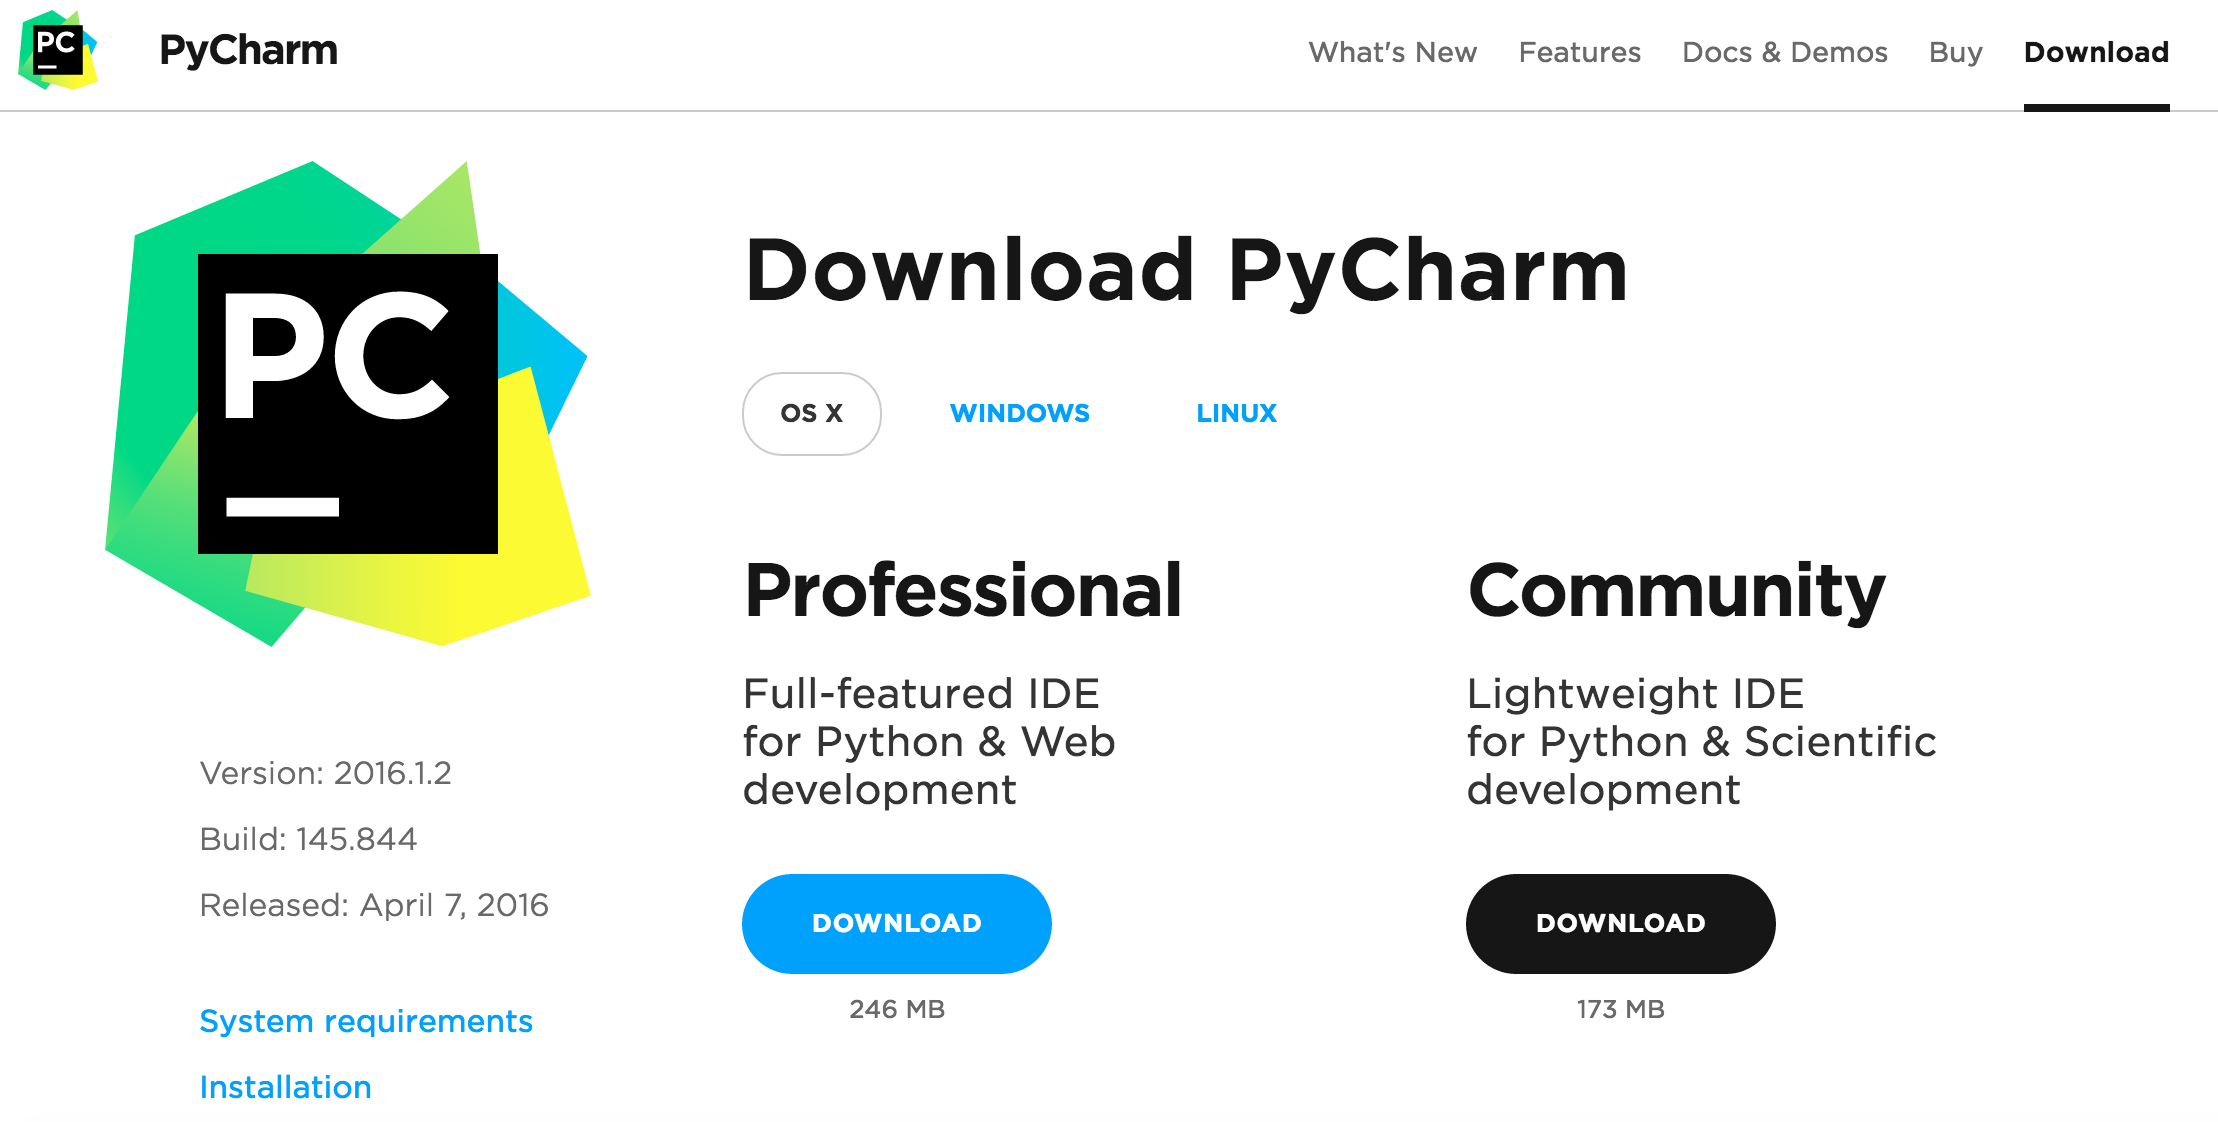 PC
PyCharm
What's New
Features
Docs & Demos
Buy
Download
PC
Download PyCharm
OS X
WINDOWS
LINUX
Professional
Full-featured IDE
for Python & Web
development
DOWNLOAD
246 MB
Community
Lightweight IDE
for Python & Scientific
development
DOWNLOAD
173 MB
Version: 2016.1.2
Build: 145.844
Released: April 7, 2016
System requirements
Installation